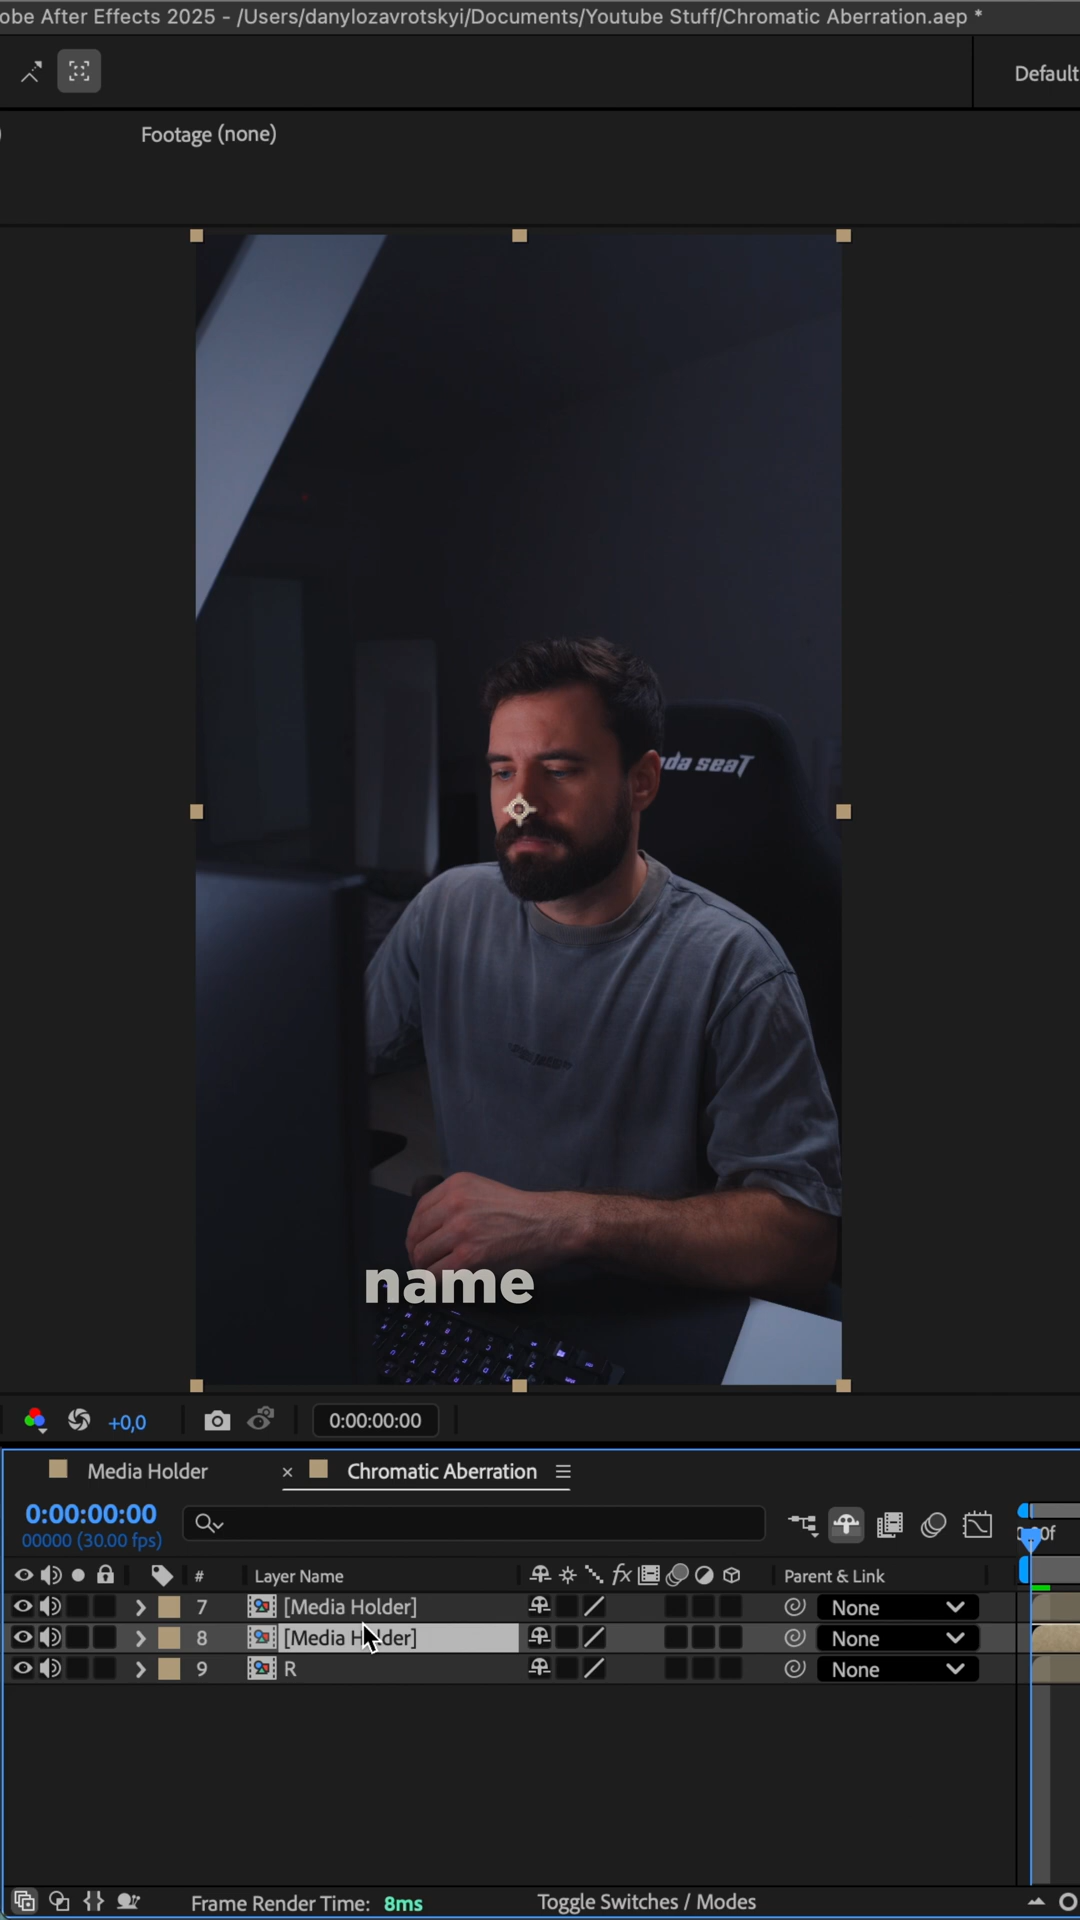 obe After Effects 2025 - /Users/danylozavrotskyi/Documents/Youtube Stuff/Chromatic Aberration.aep *
Default
Footage (none)
nda seat
name
+0,0
0:00:00:00
Media Holder
× Chromatic Aberration
0:00:00:00
00000 (30.00 fps)
# Layer Name fx Parent & Link
7 [Media Holder] None
8 [Media Holder] None
9 R None
Frame Render Time: 8ms
Toggle Switches / Modes